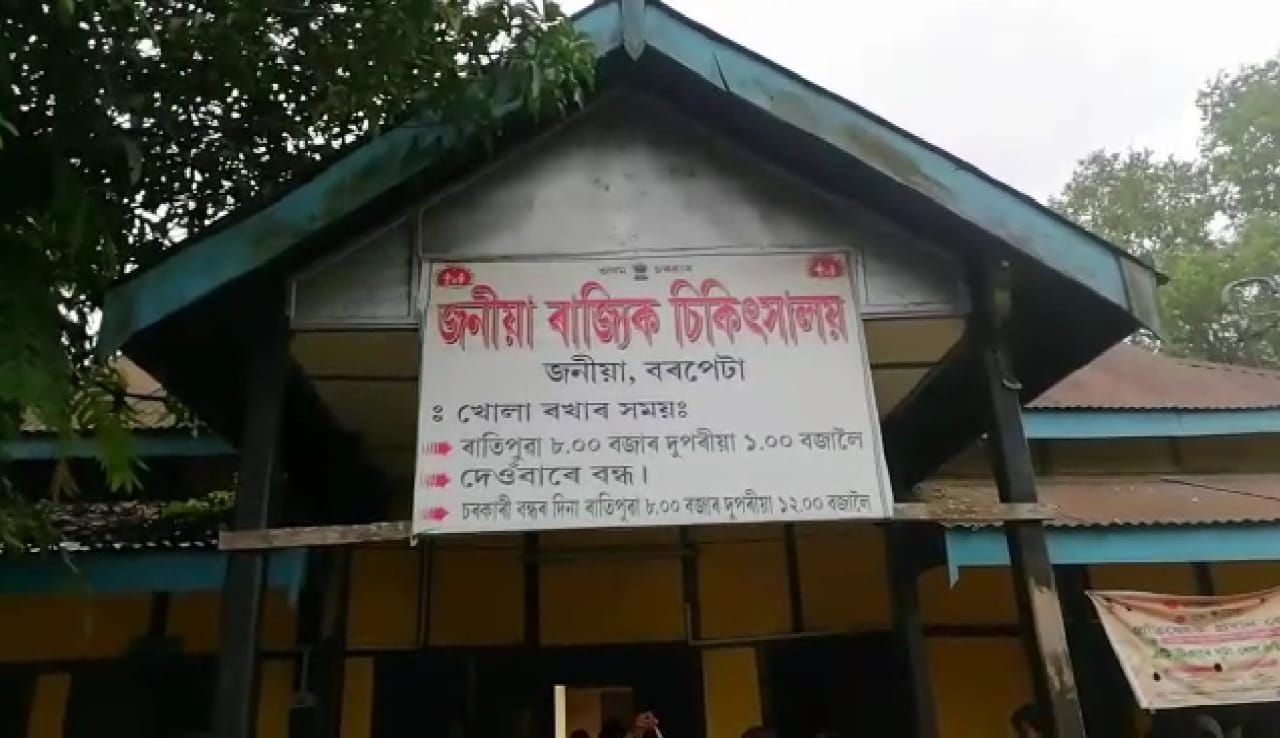 অসম চৰকাৰ
জনীয়া ৰাজ্যিক চিকিৎসালয়
জনীয়া, বৰপেটা
ঃ খোলা ৰখাৰ সময়ঃ
ৰাতিপুৱা ৮.০০ বজাৰ দুপৰীয়া ১.০০ বজালৈ
দেওঁবাৰে বন্ধ।
চৰকাৰী বন্ধৰ দিনা ৰাতিপুৱা ৮.০০ বজাৰ দুপৰীয়া ১২.০০ বজালৈ